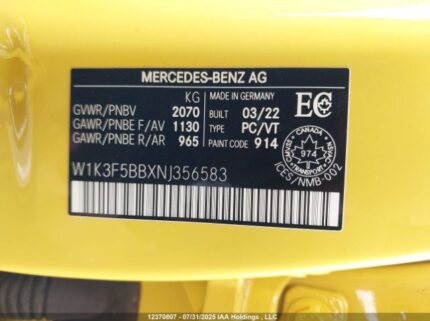 MERCEDES-BENZ AG
KG
GVWR/PNBV 2070
GAWR/PNBE F/AV 1130
GAWR/PNBE R/AR 965
MADE IN GERMANY
BUILT 03/22
TYPE PC/VT
PAINT CODE 914
EC
CANADA
974
TRANSPORT
ICES/NMB-002
W1K3F5BBXNJ356583
12370807 - 07/31/2025 IAA Holdings, LLC